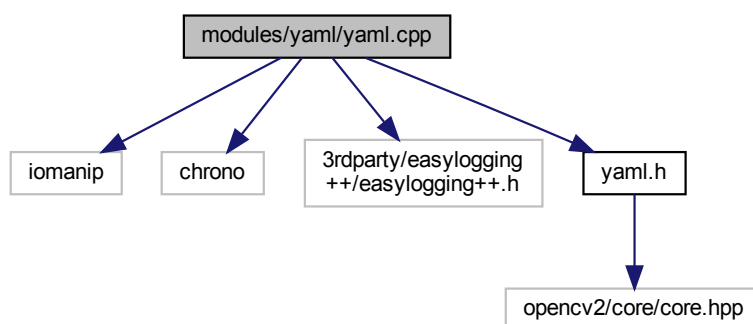 modules/yaml/yaml.cpp
iomanip
chrono
3rdparty/easylogging
++/easylogging++.h
yaml.h
opencv2/core/core.hpp